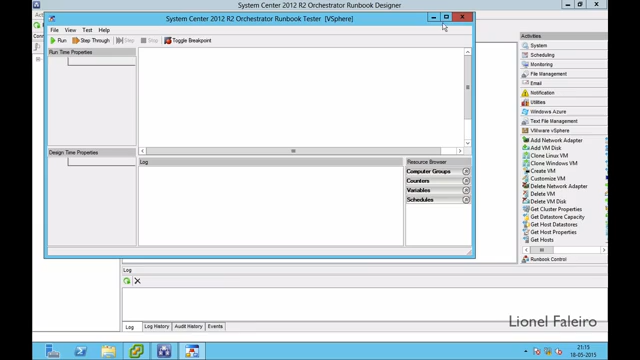 System Center 2012 R2 Orchestrator Runbook Designer
System Center 2012 R2 Orchestrator Runbook Tester [VSphere]
File View Test Help
Run Step Through Step Stop Toggle Breakpoint
Run Time Properties
Design Time Properties
Log
Resource Browser
Computer Groups
Counters
Variables
Schedules
Activities
System
Scheduling
Monitoring
File Management
Email
Notification
Utilities
Windows Azure
Text File Management
VMware vSphere
Add Network Adapter
Add VM Disk
Clone Linux VM
Clone Windows VM
Create VM
Customize VM
Delete Network Adapter
Delete VM
Delete VM Disk
Get Cluster Properties
Get Datastore Capacity
Get Host Datastores
Get Host Properties
Get Hosts
Runbook Control
Log
Log Log History Audit History Events
Lionel Faleiro
21:15
18-05-2015